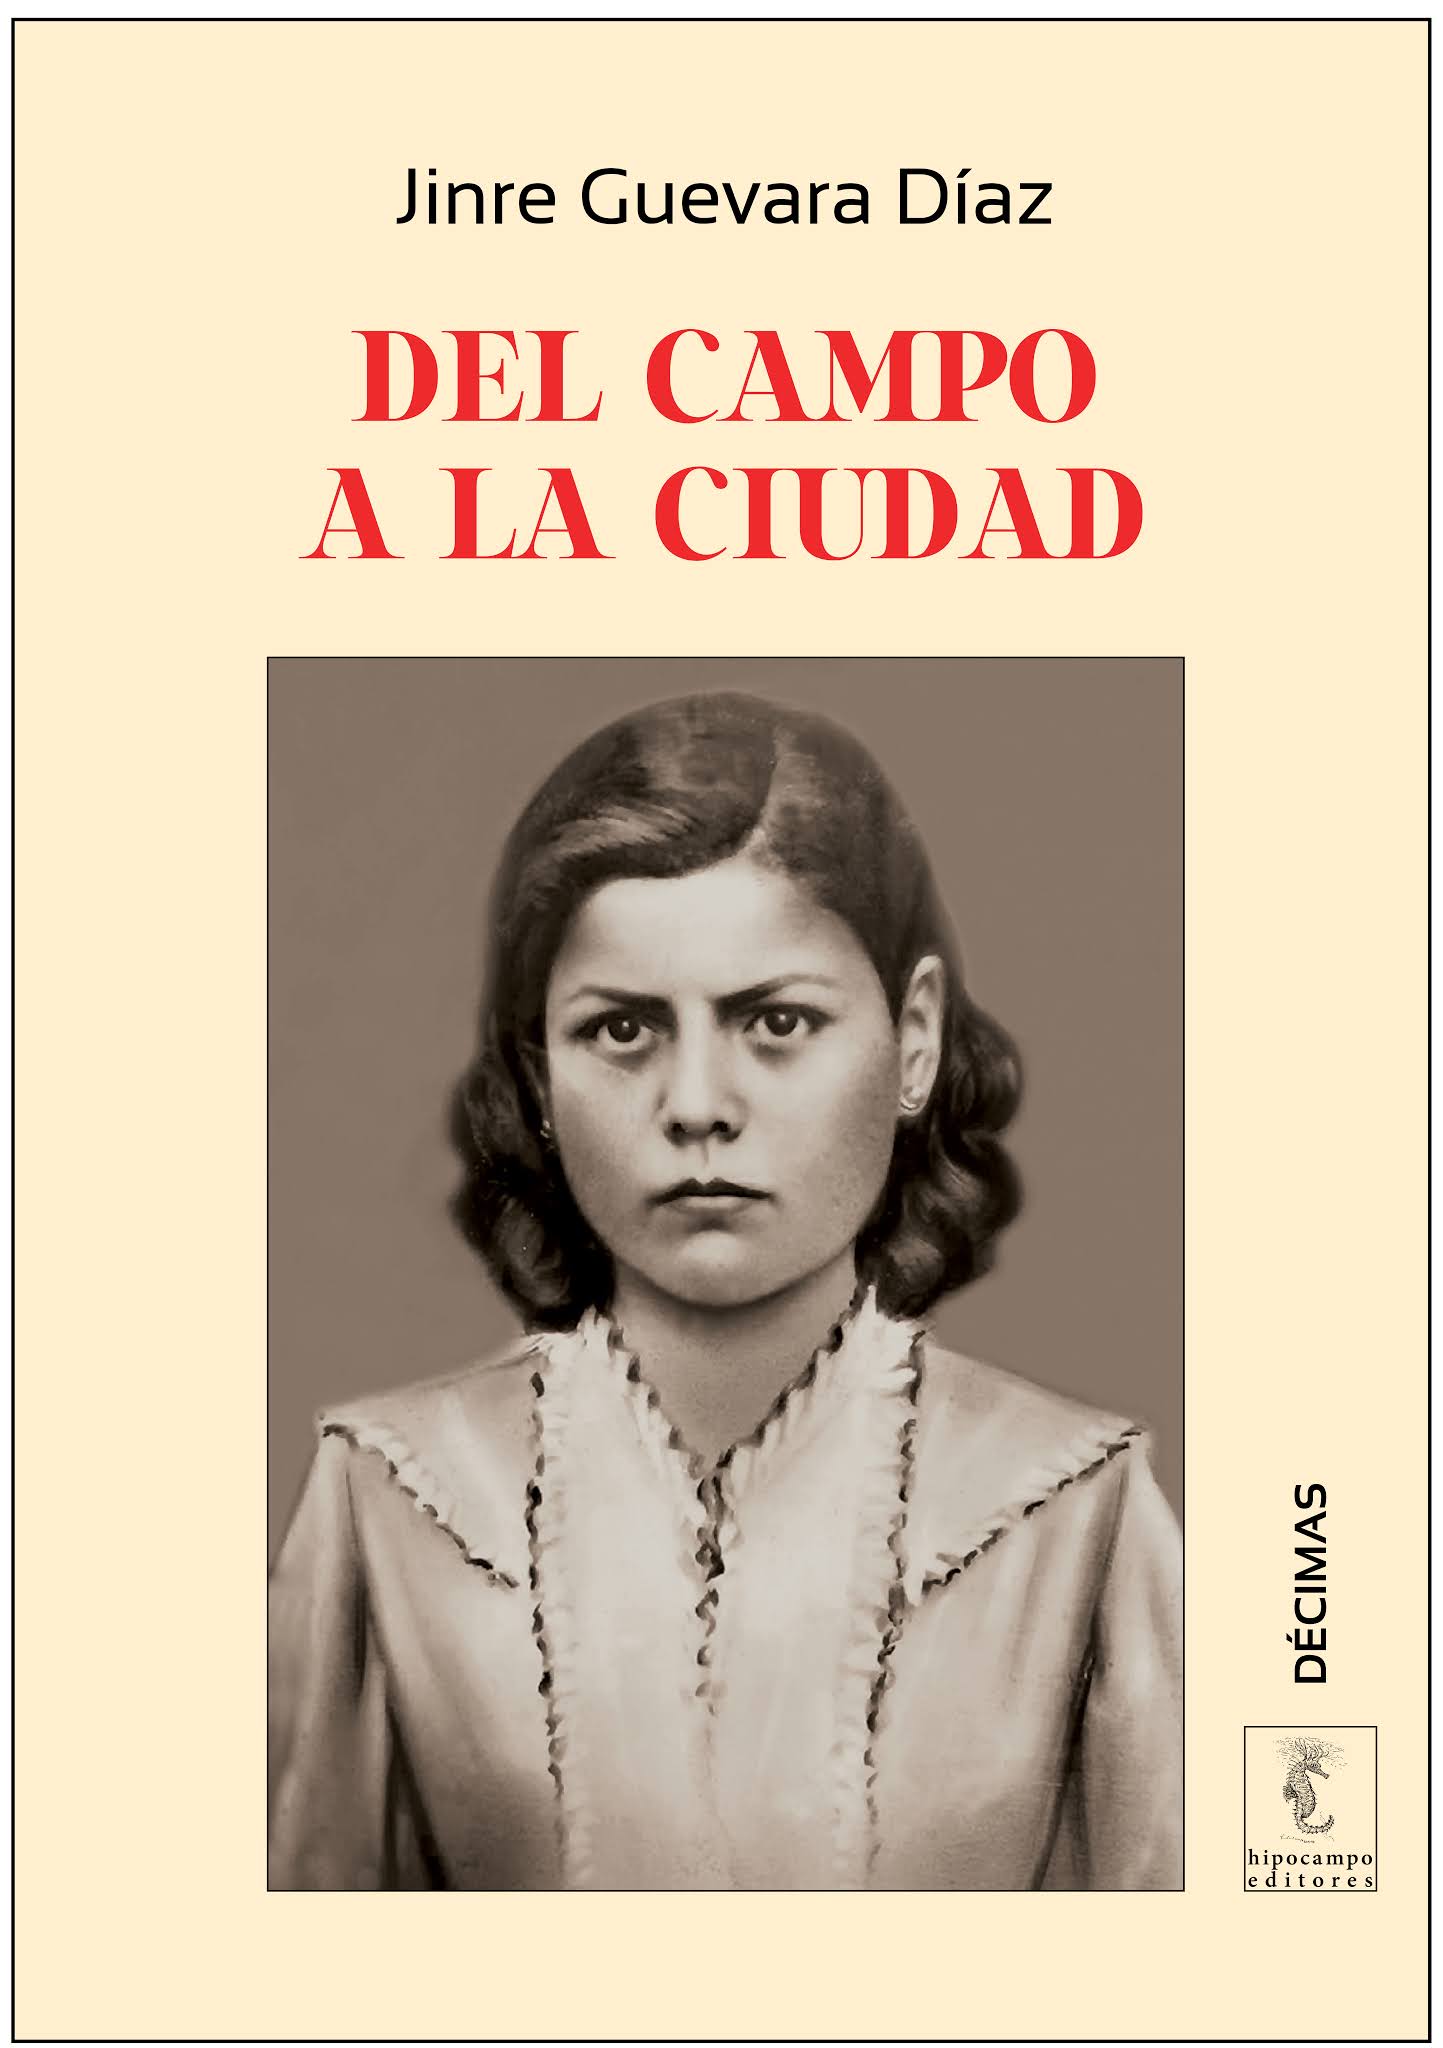 Jinre Guevara Díaz
DEL CAMPO
A LA CIUDAD
DÉCIMAS
hipocampo
editores